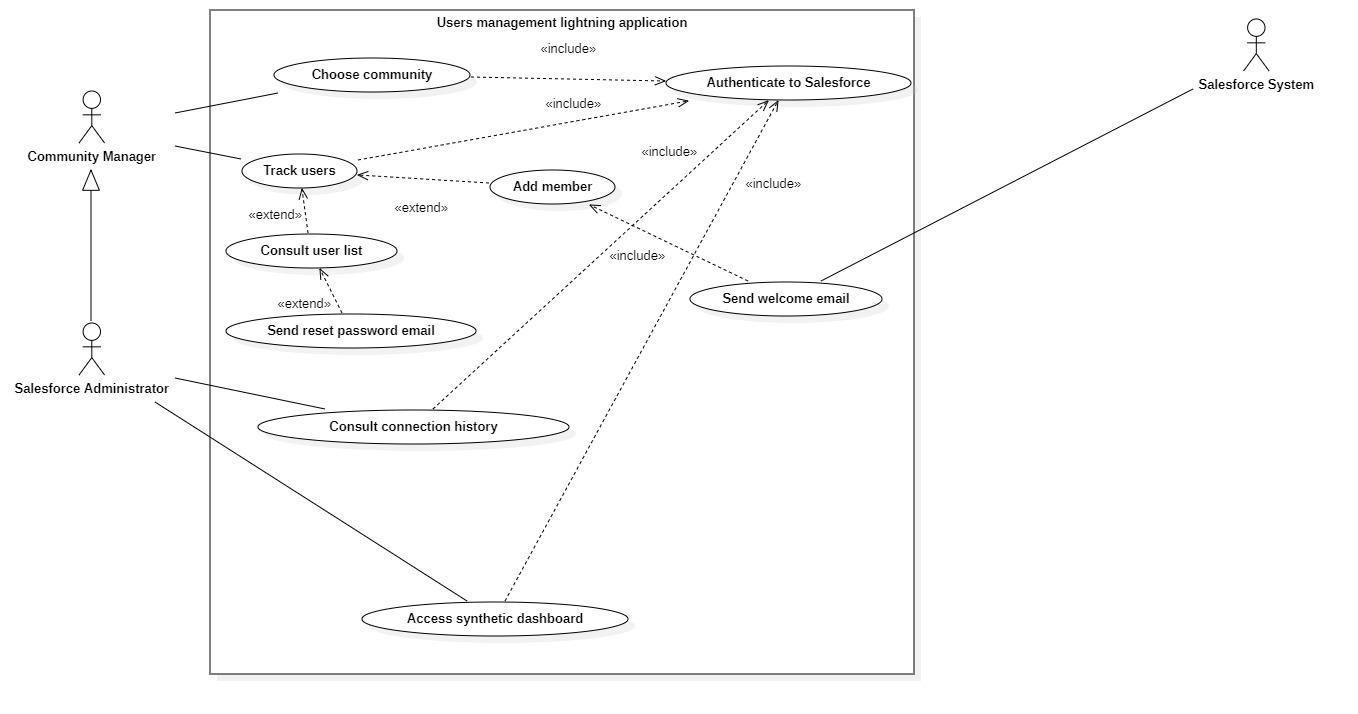 Users management lightning application
«include»
Choose community
Authenticate to Salesforce
Salesforce System
«include»
Community Manager
«include»
Track users
Add member
«include»
«extend»
«extend»
Consult user list
«include»
Send welcome email
«extend»
Send reset password email
Salesforce Administrator
Consult connection history
Access synthetic dashboard